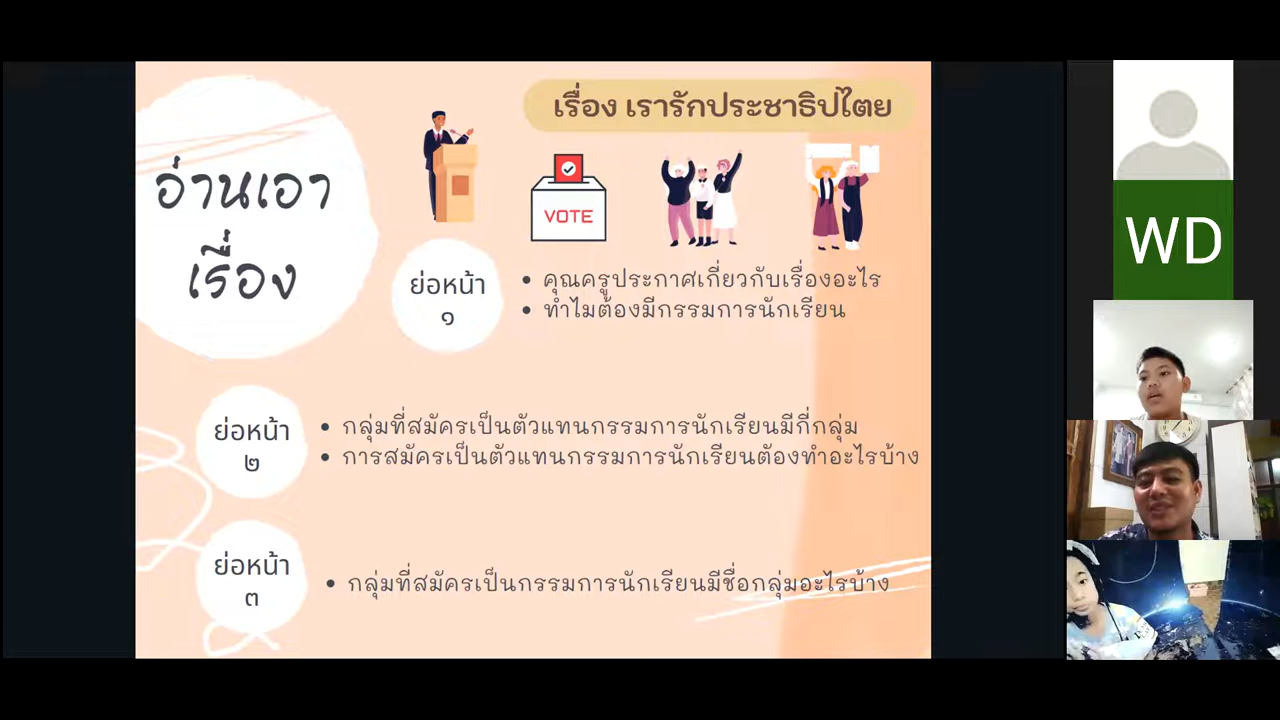 เรื่อง เรารักประชาธิปไตย
อ่านเอา
เรื่อง
VOTE
ย่อหน้า
๑
• คุณครูประกาศเกี่ยวกับเรื่องอะไร
• ทำไมต้องมีกรรมการนักเรียน
ย่อหน้า
๒
• กลุ่มที่สมัครเป็นตัวแทนกรรมการนักเรียนมีกี่กลุ่ม
• การสมัครเป็นตัวแทนกรรมการนักเรียนต้องทำอะไรบ้าง
ย่อหน้า
๓
• กลุ่มที่สมัครเป็นกรรมการนักเรียนมีชื่อกลุ่มอะไรบ้าง
WD